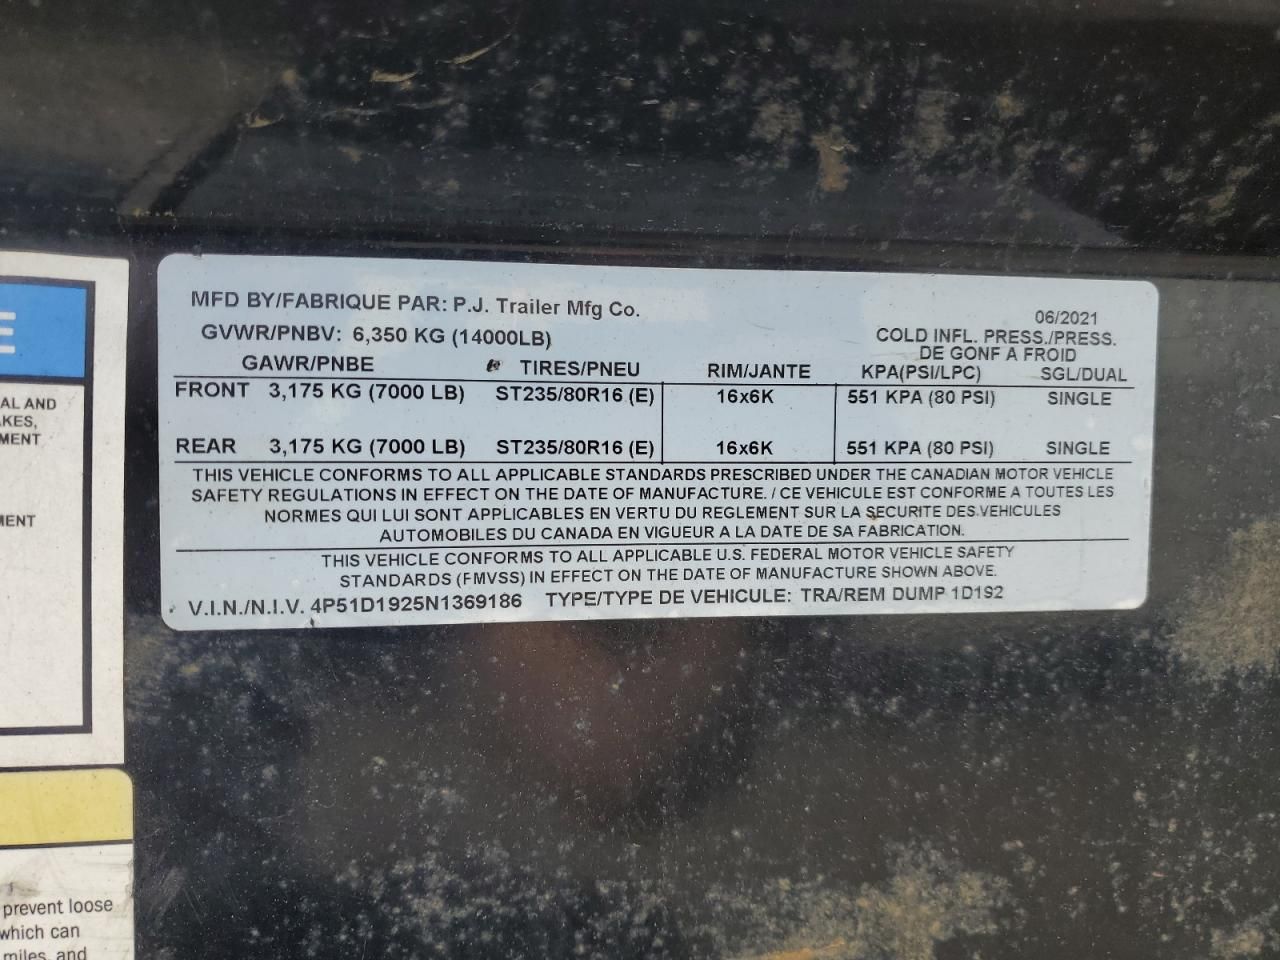 MFD BY/FABRIQUE PAR: P.J. Trailer Mfg Co.
06/2021
GVWR/PNBV: 6,350 KG (14000LB)
COLD INFL. PRESS./PRESS.
DE GONF A FROID
GAWR/PNBE TIRES/PNEU RIM/JANTE KPA(PSI/LPC) SGL/DUAL
FRONT 3,175 KG (7000 LB) ST235/80R16 (E) 16x6K 551 KPA (80 PSI) SINGLE
REAR 3,175 KG (7000 LB) ST235/80R16 (E) 16x6K 551 KPA (80 PSI) SINGLE
THIS VEHICLE CONFORMS TO ALL APPLICABLE STANDARDS PRESCRIBED UNDER THE CANADIAN MOTOR VEHICLE
SAFETY REGULATIONS IN EFFECT ON THE DATE OF MANUFACTURE. / CE VEHICULE EST CONFORME A TOUTES LES
NORMES QUI LUI SONT APPLICABLES EN VERTU DU REGLEMENT SUR LA SECURITE DES VEHICULES
AUTOMOBILES DU CANADA EN VIGUEUR A LA DATE DE SA FABRICATION.
THIS VEHICLE CONFORMS TO ALL APPLICABLE U.S. FEDERAL MOTOR VEHICLE SAFETY
STANDARDS (FMVSS) IN EFFECT ON THE DATE OF MANUFACTURE SHOWN ABOVE.
V.I.N./N.I.V. 4P51D1925N1369186 TYPE/TYPE DE VEHICULE: TRA/REM DUMP 1D1S2
E
AL AND
KES,
MENT
MENT
prevent loose
which can
miles, and